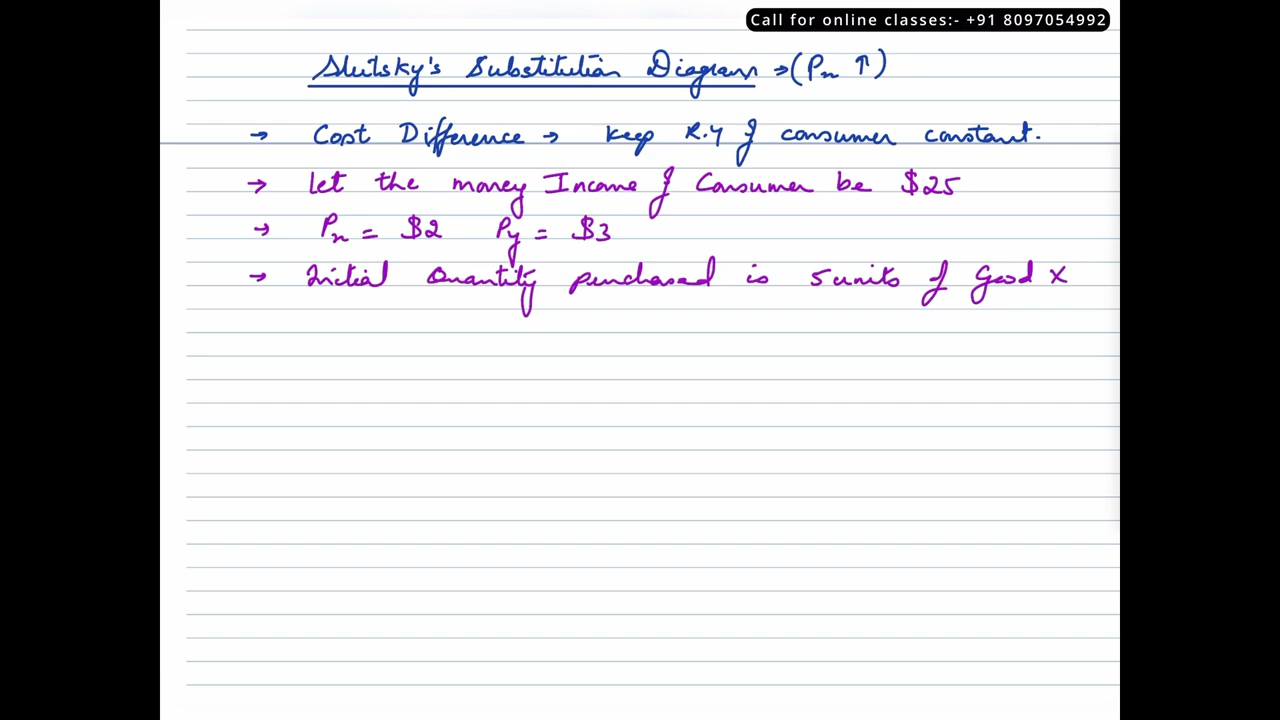 Call for online classes:- +91 8097054992
Slutsky's Substitution Diagram → (Px ↑)
→ Cost Difference → Keep R.Y of consumer constant.
→ Let the money Income of Consumer be $25
→ Px = $2 Py = $3
→ Initial Quantity purchased is 5 units of Good X